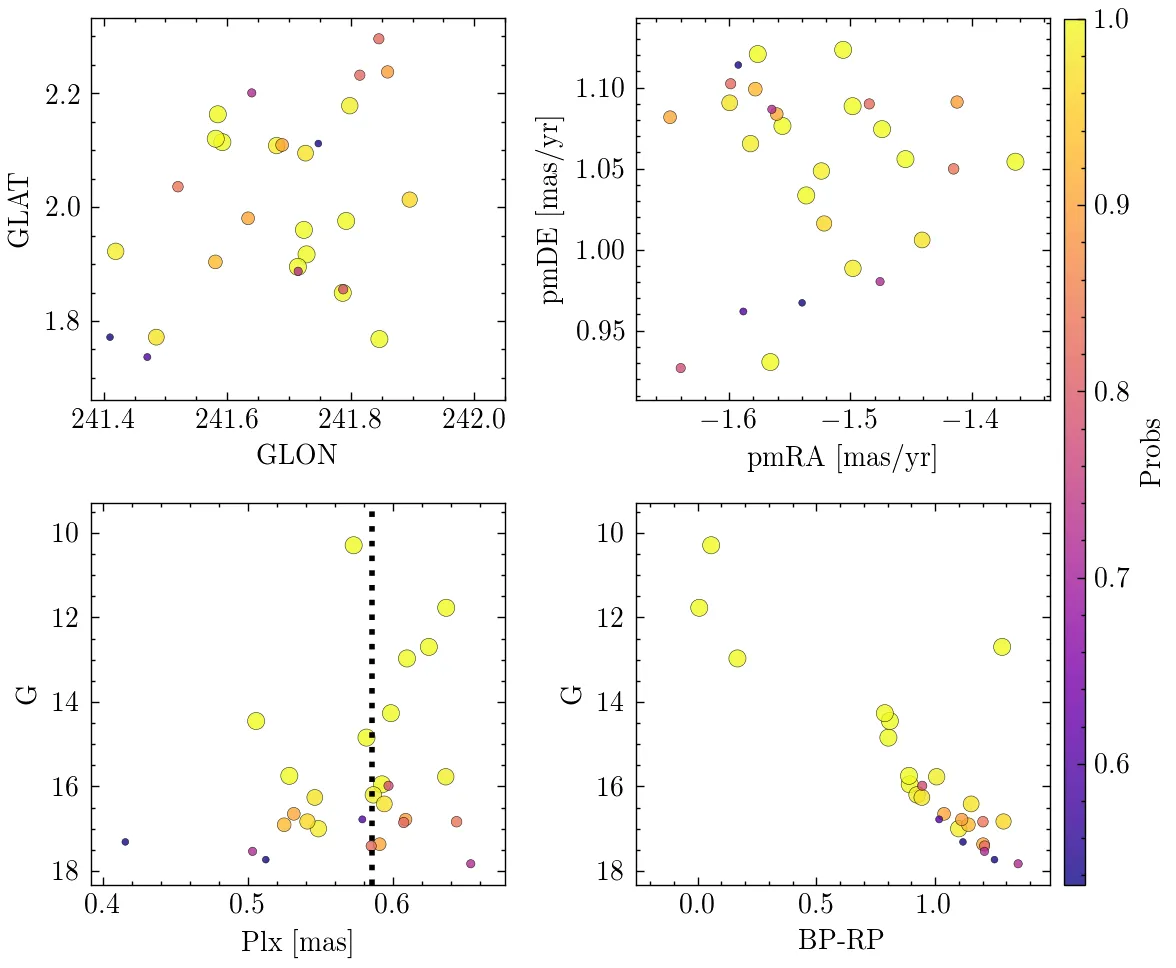 2.2
2.0
1.8
GLAT
241.4 241.6 241.8 242.0
GLON
1.10
1.05
1.00
0.95
pmDE [mas/yr]
−1.6 −1.5 −1.4
pmRA [mas/yr]
1.0
0.9
0.8
0.7
0.6
Probs
10
12
14
16
18
G
0.4 0.5 0.6
Plx [mas]
10
12
14
16
18
G
0.0 0.5 1.0
BP-RP